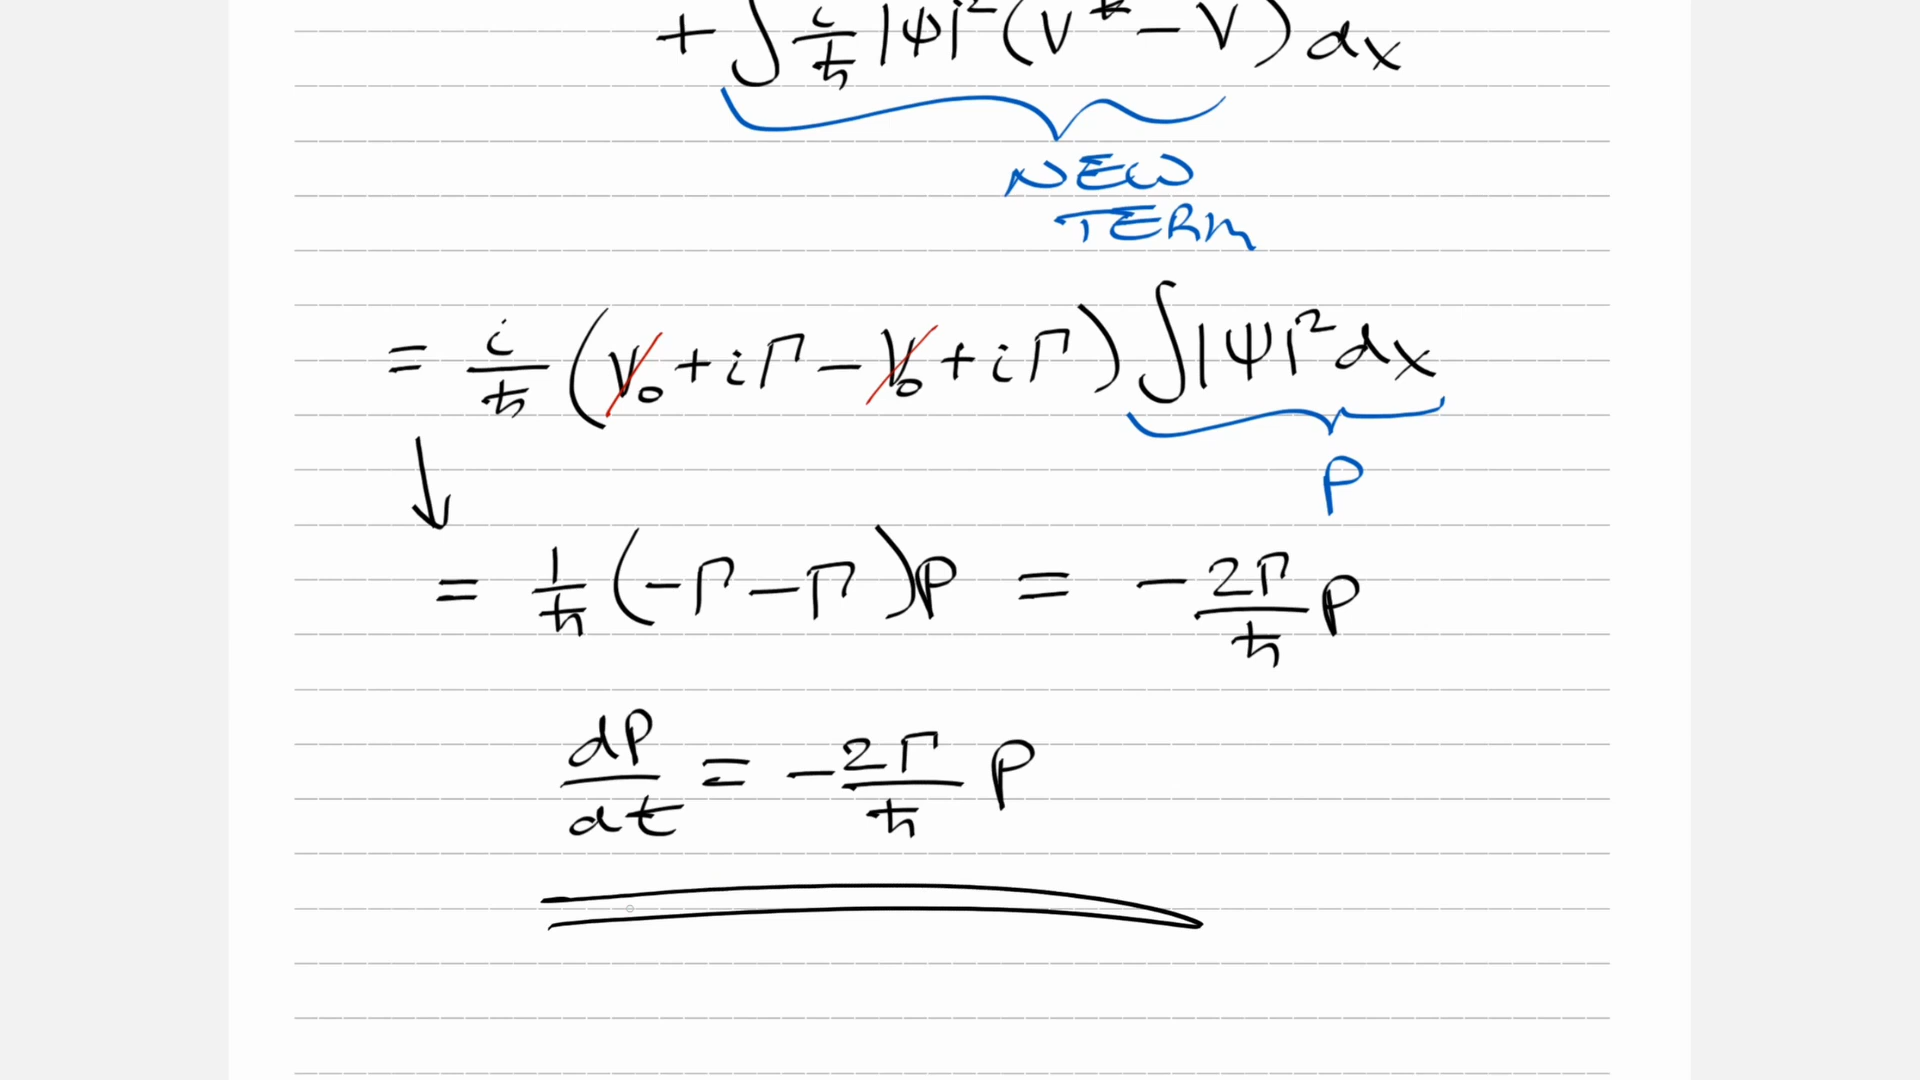 + ∫ i/ħ |ψ|² (V* − V) dx
NEW
TERM
= i/ħ (V₀ + iΓ − V₀ + iΓ) ∫ |ψ|² dx
P
↓
= 1/ħ (−Γ − Γ) P = − 2Γ/ħ P
dP/dt = − 2Γ/ħ P